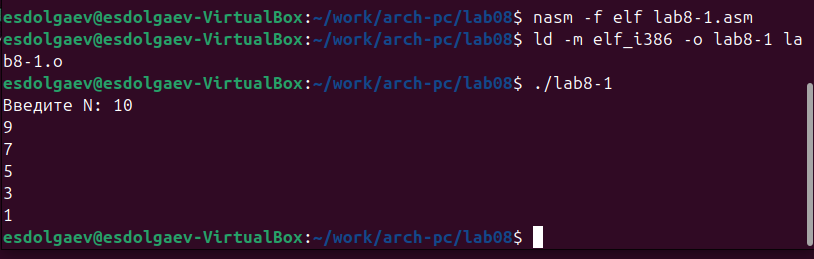 esdolgaev@esdolgaev-VirtualBox:~/work/arch-pc/lab08$ nasm -f elf lab8-1.asm
esdolgaev@esdolgaev-VirtualBox:~/work/arch-pc/lab08$ ld -m elf_i386 -o lab8-1 la
b8-1.o
esdolgaev@esdolgaev-VirtualBox:~/work/arch-pc/lab08$ ./lab8-1
Введите N: 10
9
7
5
3
1
esdolgaev@esdolgaev-VirtualBox:~/work/arch-pc/lab08$